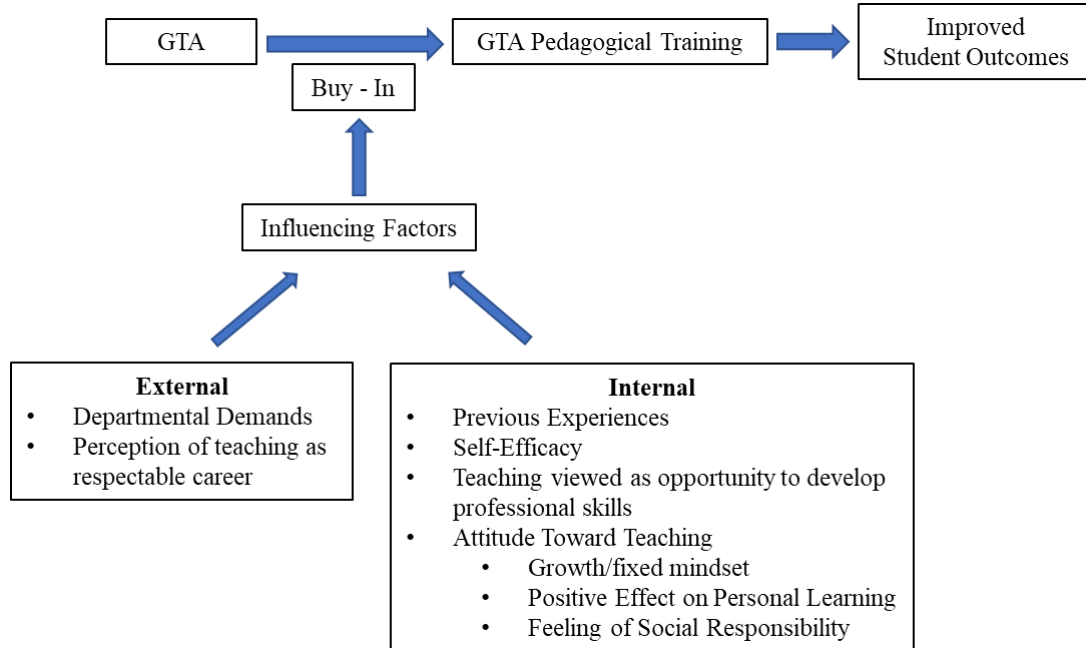 GTA
GTA Pedagogical Training
Improved
Student Outcomes
Buy - In
Influencing Factors
External
• Departmental Demands
• Perception of teaching as
respectable career
Internal
• Previous Experiences
• Self-Efficacy
• Teaching viewed as opportunity to develop
professional skills
• Attitude Toward Teaching
• Growth/fixed mindset
• Positive Effect on Personal Learning
• Feeling of Social Responsibility